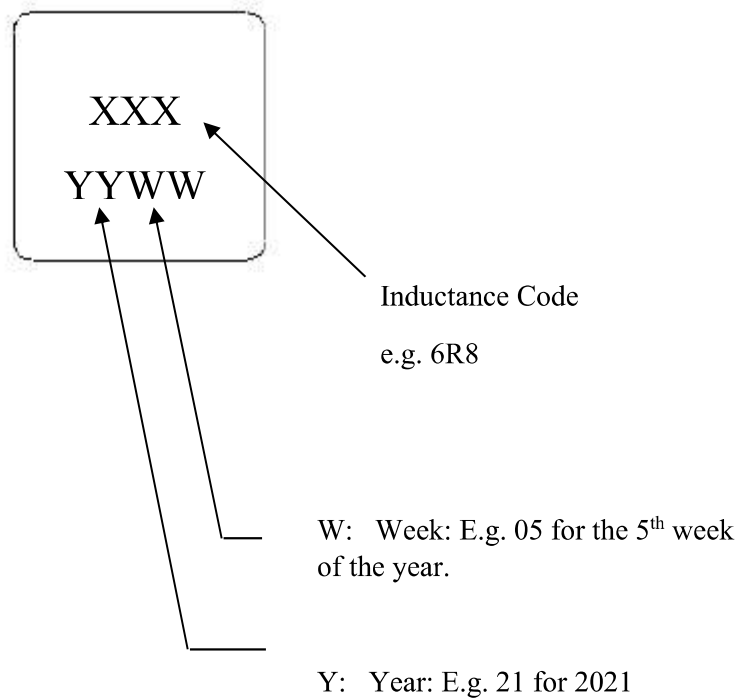 XXX
YYWW
Inductance Code
e.g. 6R8
W: Week: E.g. 05 for the 5th week
of the year.
Y: Year: E.g. 21 for 2021